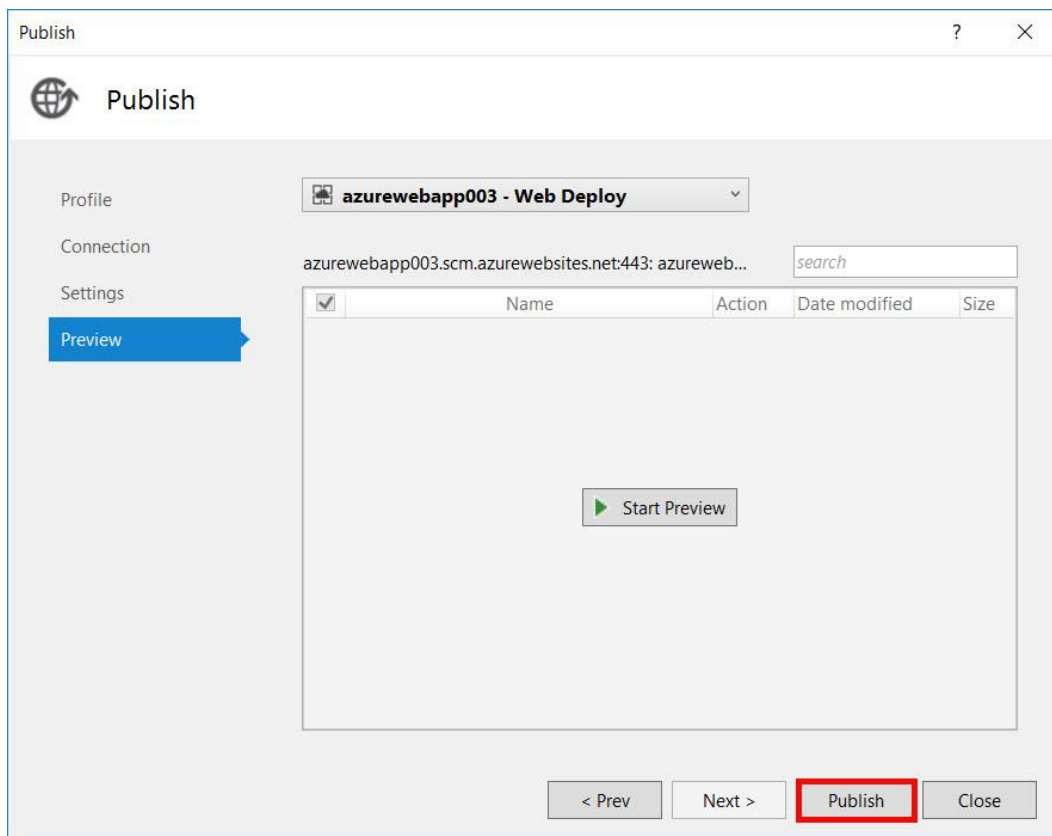 Publish
?
Publish
Profile
Connection
Settings
Preview
azurewebapp003 - Web Deploy
azurewebapp003.scm.azurewebsites.net:443: azureweb...
search
Name Action Date modified Size
Start Preview
< Prev Next > Publish Close